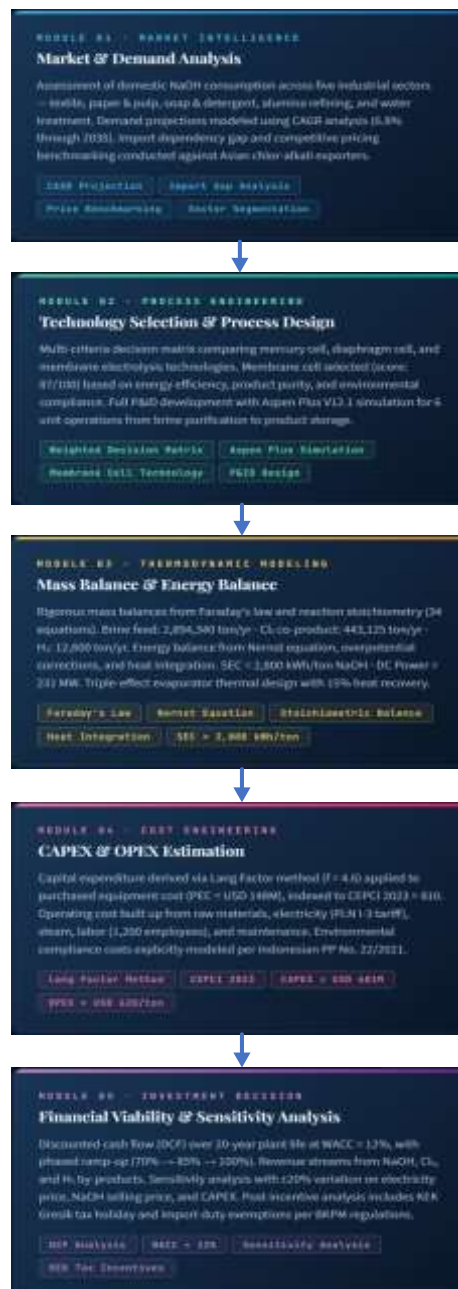 MODULE 01 · MARKET INTELLIGENCE
Market & Demand Analysis
Assessment of domestic NaOH consumption across five industrial sectors
— textile, paper & pulp, soap & detergent, alumina refining, and water
treatment. Demand projections modeled using CAGR analysis (6.8%
through 2035). Import dependency gap and competitive pricing
benchmarking conducted against Asian chlor-alkali exporters.
CAGR Projection Import Gap Analysis
Price Benchmarking Sector Segmentation
MODULE 02 · PROCESS ENGINEERING
Technology Selection & Process Design
Multi-criteria decision matrix comparing mercury cell, diaphragm cell, and
membrane electrolysis technologies. Membrane cell selected (score:
87/100) based on energy efficiency, product purity, and environmental
compliance. Full P&ID development with Aspen Plus V12.1 simulation for 6
unit operations from brine purification to product storage.
Weighted Decision Matrix Aspen Plus Simulation
Membrane Cell Technology P&ID Design
MODULE 03 · THERMODYNAMIC MODELING
Mass Balance & Energy Balance
Rigorous mass balances from Faraday's law and reaction stoichiometry (34
equations). Brine feed: ton/yr · Cl₂ co-product: 443,125 ton/yr ·
H₂: 12,600 ton/yr. Energy balance from Nernst equation, overpotential
corrections, and heat integration. SEC = kWh/ton NaOH · DC Power =
MW. Triple-effect evaporator thermal design with 15% heat recovery.
Faraday's Law Nernst Equation Stoichiometric Balance
Heat Integration SEC = kWh/ton
MODULE 04 · COST ENGINEERING
CAPEX & OPEX Estimation
Capital expenditure derived via Lang Factor method (f = 4.6) applied to
purchased equipment cost (PEC = USD 148M), indexed to CEPCI 2023 = 810.
Operating cost built up from raw materials, electricity (PLN I-3 tariff),
steam, labor (1,200 employees), and maintenance. Environmental
compliance costs explicitly modeled per Indonesian PP No. 22/2021.
Lang Factor Method CEPCI 2023 CAPEX = USD 681M
OPEX = USD /ton
MODULE 05 · INVESTMENT DECISION
Financial Viability & Sensitivity Analysis
Discounted cash flow (DCF) over 20-year plant life at WACC = 12%, with
phased ramp-up (70% → 85% → 100%). Revenue streams from NaOH, Cl₂,
and H₂ by-products. Sensitivity analysis with ±20% variation on electricity
price, NaOH selling price, and CAPEX. Post-incentive analysis includes KEK
Gresik tax holiday and import duty exemptions per BKPM regulations.
DCF Analysis WACC = 12% Sensitivity Analysis
KEK Tax Incentives